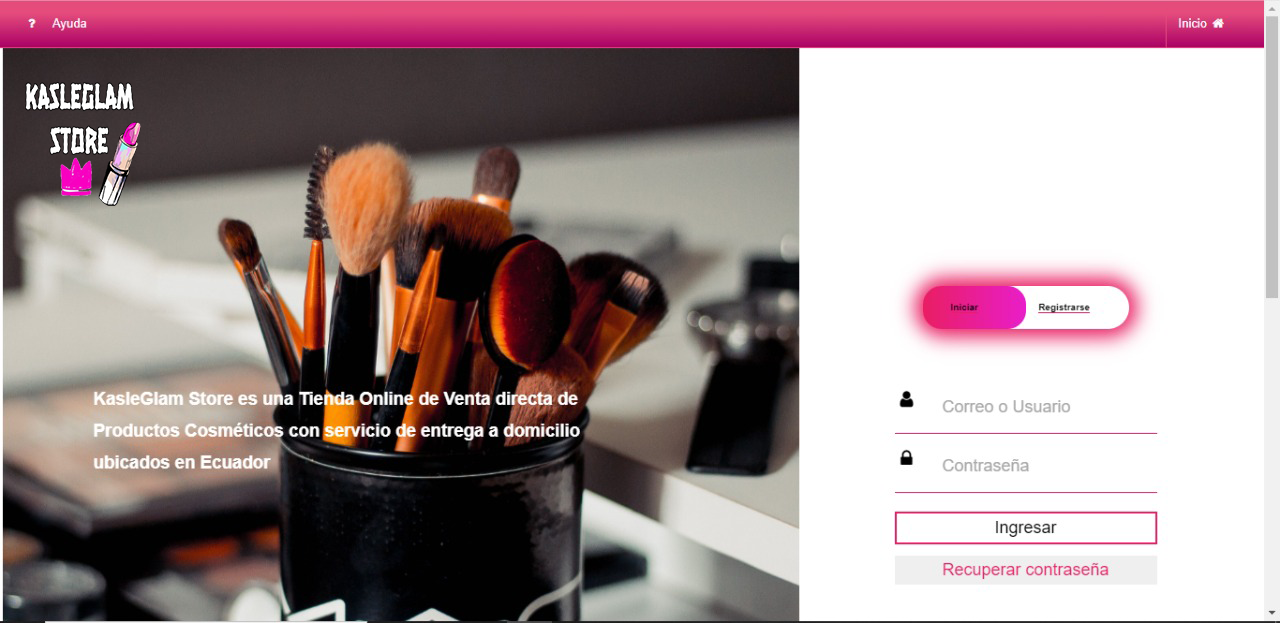 ? Ayuda
Inicio
KASLEGLAM
STORE
Iniciar
Registrarse
KasleGlam Store es una Tienda Online de Venta directa de
Productos Cosméticos con servicio de entrega a domicilio
ubicados en Ecuador
Correo o Usuario
Contraseña
Ingresar
Recuperar contraseña